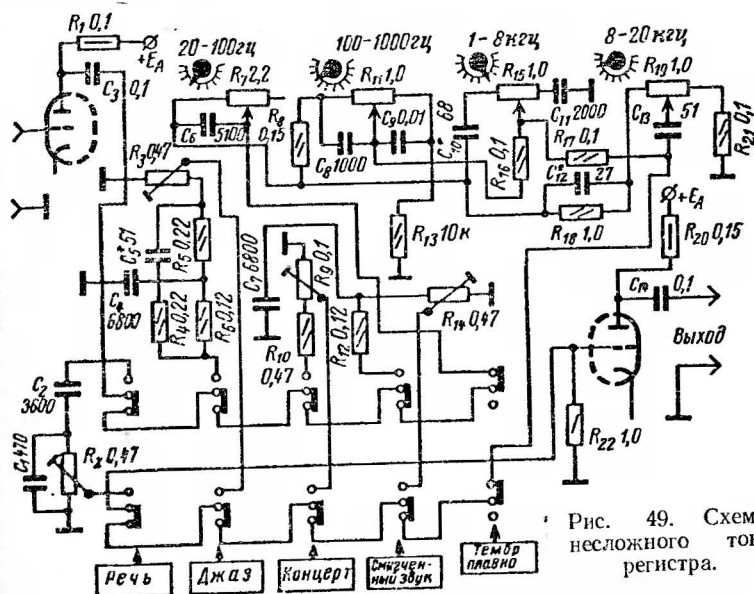 R₁ 0,1
+Eₐ
C₃ 0,1
20-100гц
R₇ 2,2
C₆ 5100
R₈ 0,15
100-1000гц
R₁₁ 1,0
C₉ 0,01
C₈ 1000
1-8кгц
R₁₅ 1,0
68
C₁₀*
C₁₁ 2000
R₁₆ 0,1
8-20кгц
R₁₉ 1,0
C₁₃
51
R₁₇ 0,1
C₁₂*
27
R₁₈ 1,0
R₂₁ 0,1
R₃ 0,47
C₅* 51
R₅ 0,22
6800
R₄ 0,22
R₆ 0,12
C₇ 6800
R₉ 0,1
R₁₀
0,47
R₁₂ 0,12
R₁₃ 10к
R₁₄ 0,47
+Eₐ
R₂₀ 0,15
C₁₄
0,1
Выход
R₂₂ 1,0
C₂
3600
C₁ 470
R₂ 0,47
Речь
Джаз
Концерт
Смягчен-
ный звук
Тембр
плавно
Рис. 49. Схем
несложного тон
регистра.